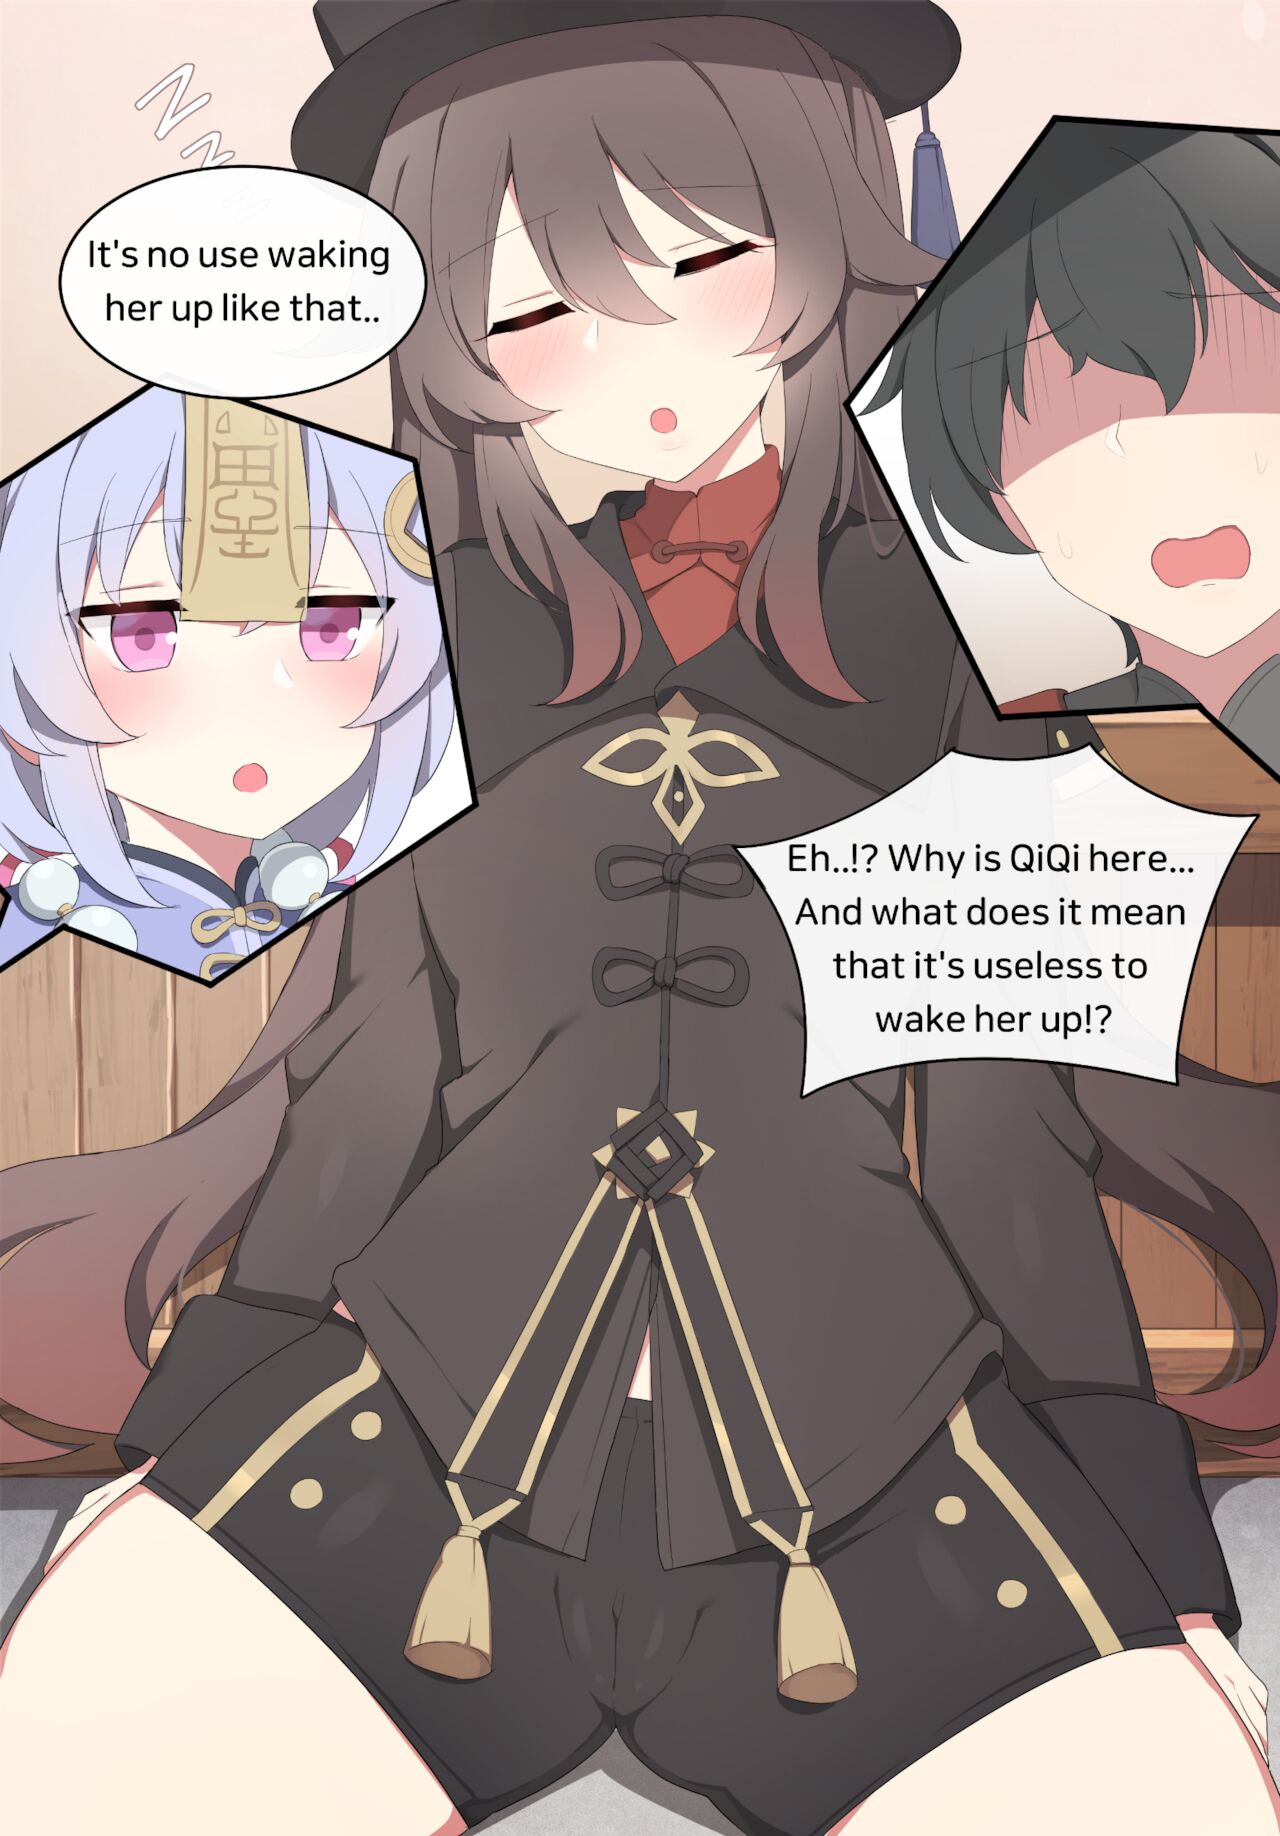 It's no use waking
her up like that..
Eh..!? Why is QiQi here...
And what does it mean
that it's useless to
wake her up!?